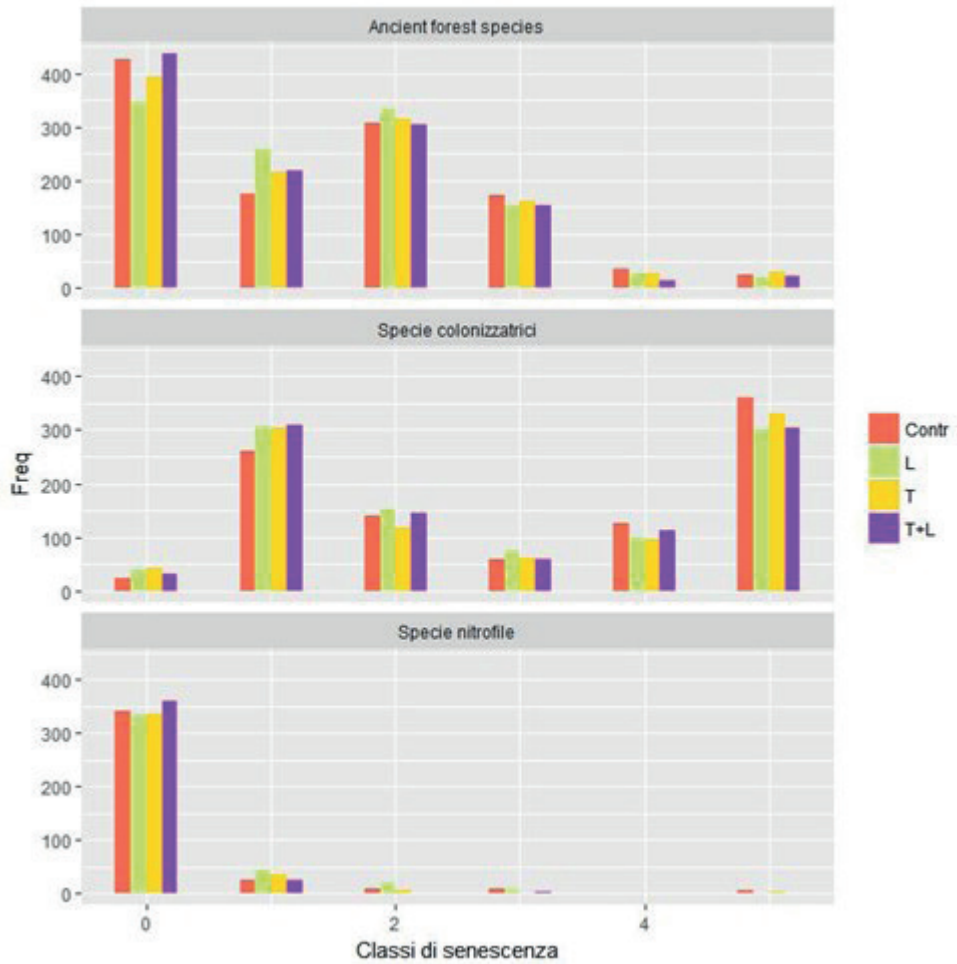 Ancient forest species
400
300
200
100
0
Specie colonizzatrici
400
300
200
100
0
Freq
Contr
L
T
T+L
Specie nitrofile
400
300
200
100
0
0 2 4
Classi di senescenza